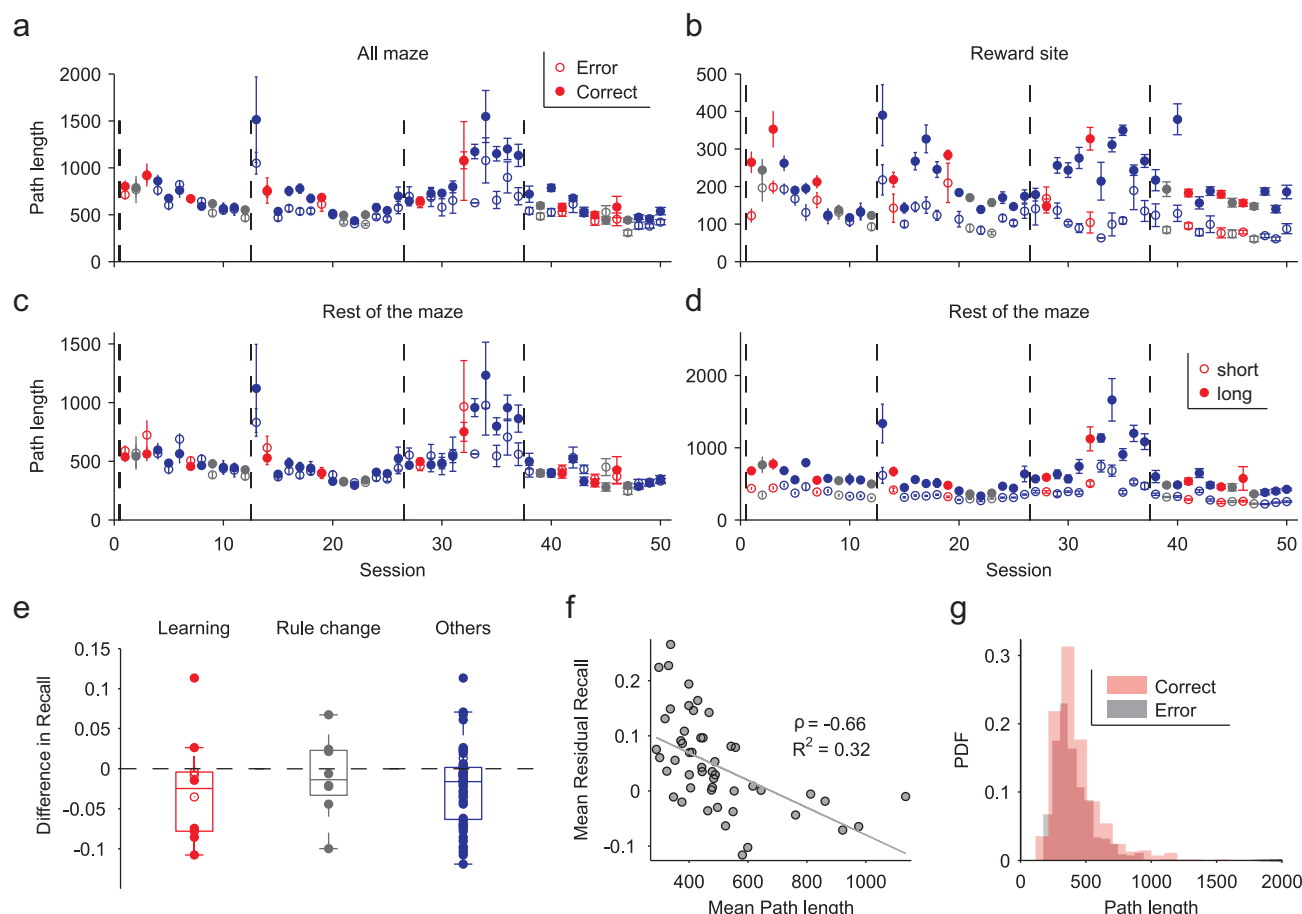 a
All maze
Error
Correct
Path length
2000
1500
1000
500
0
b
Reward site
500
400
300
200
100
0
c
Rest of the maze
Path length
1500
1000
500
0
0
10
20
30
40
50
Session
d
Rest of the maze
short
long
2000
1000
0
0
10
20
30
40
50
Session
e
Learning
Rule change
Others
Difference in Recall
0.15
0.1
0.05
0
-0.05
-0.1
f
Mean Residual Recall
0.2
0.1
0
-0.1
ρ = -0.66
R² = 0.32
400
600
800
1000
Mean Path length
g
PDF
0.3
0.2
0.1
0
Correct
Error
0
500
1000
1500
2000
Path length